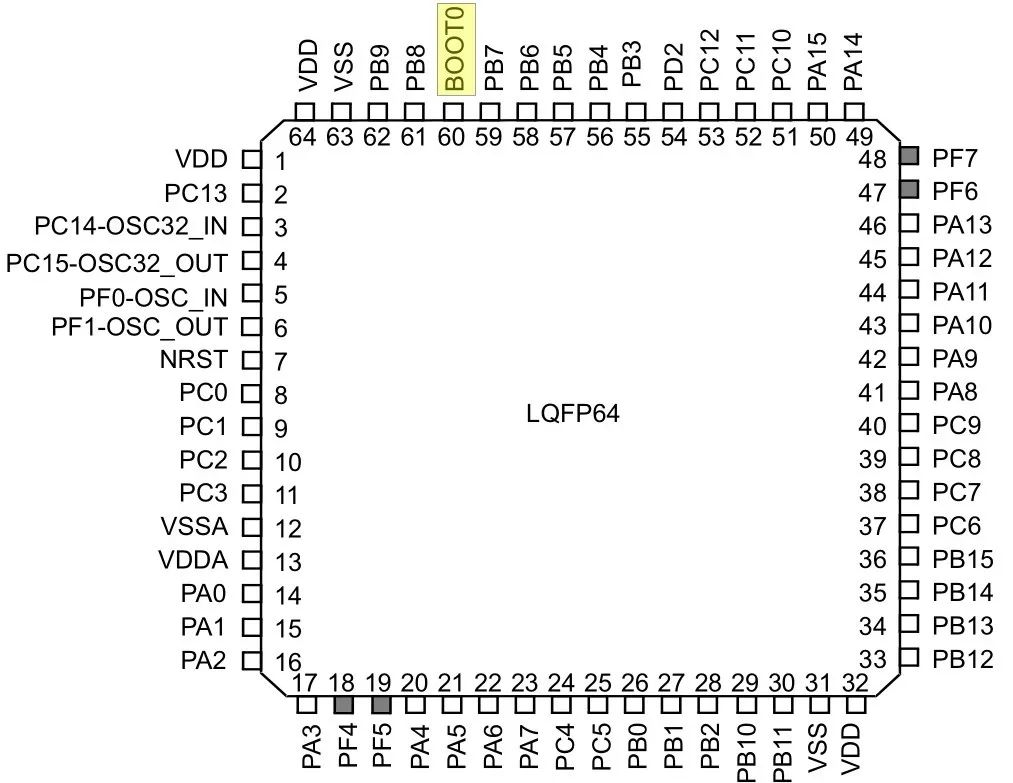 VDD VSS PB9 PB8 BOOT0 PB7 PB6 PB5 PB4 PB3 PD2 PC12 PC11 PC10 PA15 PA14
64 63 62 61 60 59 58 57 56 55 54 53 52 51 50 49
VDD 1 48 PF7
PC13 2 47 PF6
PC14-OSC32_IN 3 46 PA13
PC15-OSC32_OUT 4 45 PA12
PF0-OSC_IN 5 44 PA11
PF1-OSC_OUT 6 43 PA10
NRST 7 42 PA9
PC0 8 41 PA8
LQFP64
PC1 9 40 PC9
PC2 10 39 PC8
PC3 11 38 PC7
VSSA 12 37 PC6
VDDA 13 36 PB15
PA0 14 35 PB14
PA1 15 34 PB13
PA2 16 33 PB12
17 18 19 20 21 22 23 24 25 26 27 28 29 30 31 32
PA3 PF4 PF5 PA4 PA5 PA6 PA7 PC4 PC5 PB0 PB1 PB2 PB10 PB11 VSS VDD